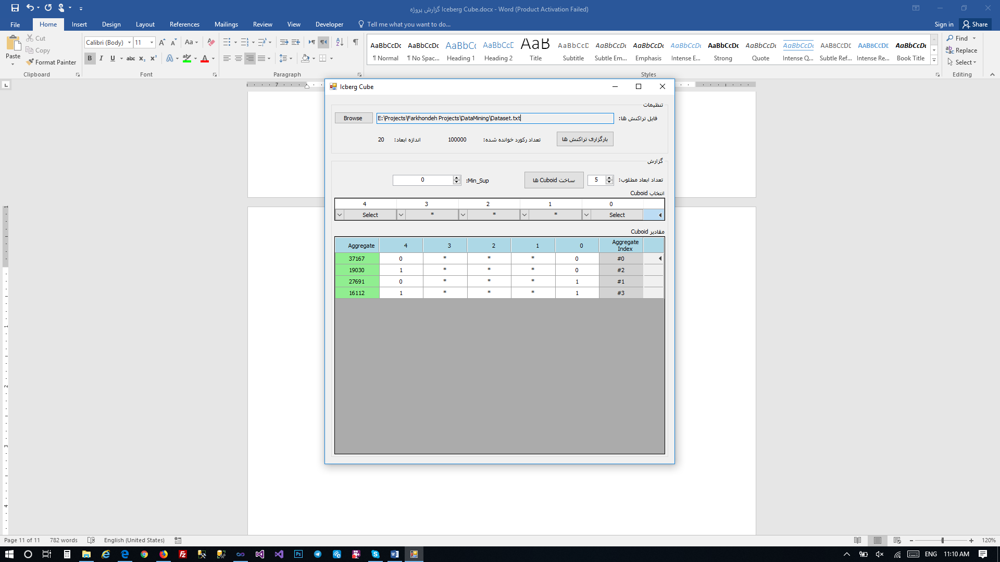 گزارش پروژه Iceberg Cube.docx - Word (Product Activation Failed)
File Home Insert Design Layout References Mailings Review View Developer Tell me what you want to do... Sign in Share
Cut
Copy
Paste
Format Painter
Clipboard
Calibri (Body) 11
Font
Paragraph
AaBbCcDc AaBbCcDc AaBbCc AaBbCcD AaB AaBbCcD AaBbCcDc AaBbCcDc AaBbCcDc AaBbCcDc AaBbCcDc AaBbCcDc AaBbCcDd AaBbCcDd AaBbCcDc
¶ Normal ¶ No Spac... Heading 1 Heading 2 Title Subtitle Subtle Em... Emphasis Intense E... Strong Quote Intense Q... Subtle Ref... Intense Re... Book Title
Styles
Find
Replace
Select
Editing
Icberg Cube
تنظیمات
فایل تراکنش ها:
E:\Projects\Farkhondeh Projects\DataMining\Dataset.txt
Browse
بارگزاری تراکنش ها
تعداد رکورد خوانده شده: 100000
اندازه ابعاد: 20
گزارش
تعداد ابعاد مطلوب: 5
ساخت Cuboid ها
Min_Sup: 0
انتخاب Cuboid
4 3 2 1 0
Select * * * Select
مقادیر Cuboid
Aggregate 4 3 2 1 0 Aggregate Index
37167 0 * * * 0 #0
19030 1 * * * 0 #2
27691 0 * * * 1 #1
16112 1 * * * 1 #3
Page 11 of 11 782 words English (United States) 120%
ENG 11:10 AM